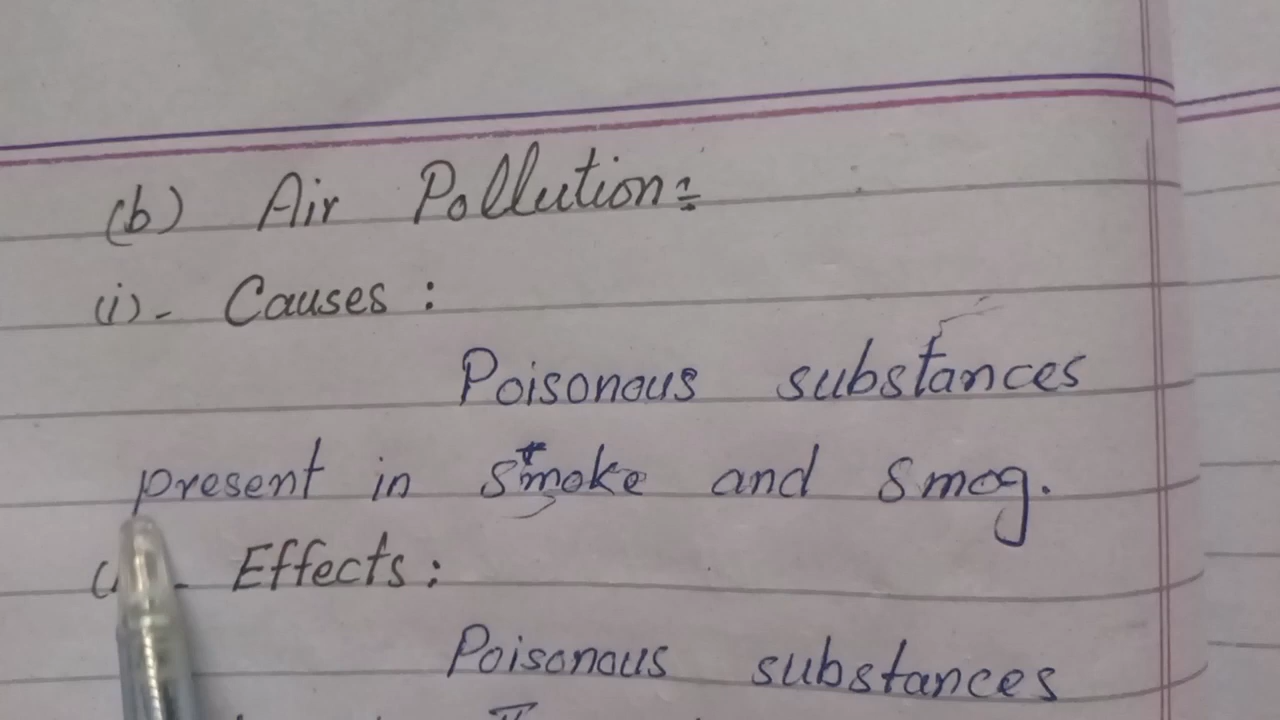 (b) Air Pollution:
(i)- Causes :
Poisonous substances
present in smoke and smog.
- Effects :
Poisonous substances